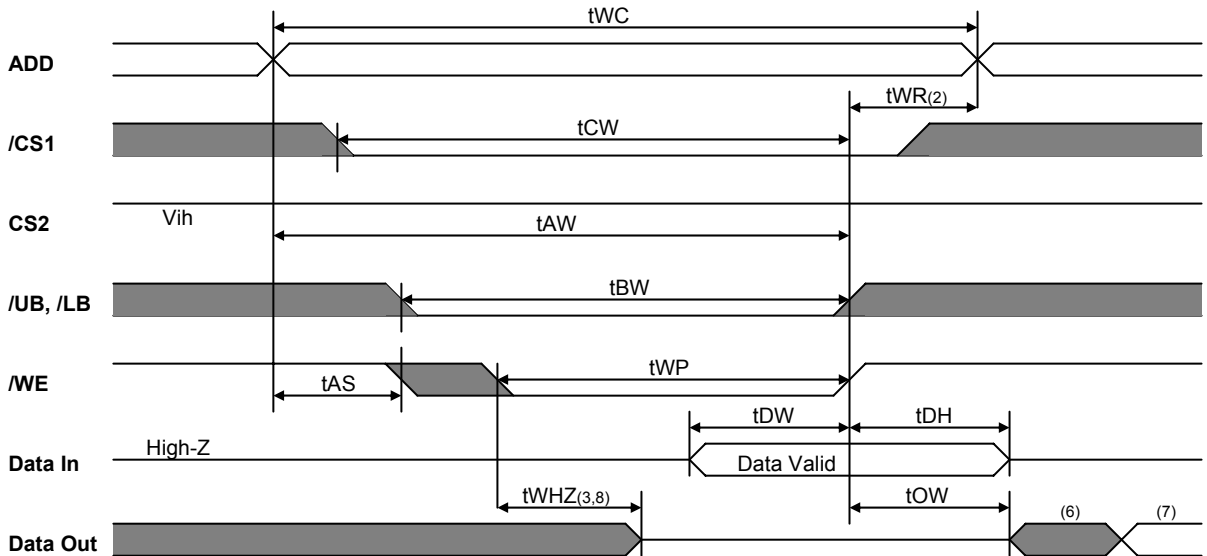 tWC
ADD
tWR(2)
/CS1
tCW
CS2
Vih
tAW
/UB, /LB
tBW
/WE
tAS
tWP
tDW
tDH
Data In
High-Z
Data Valid
tWHZ(3,8)
tOW
(6)
(7)
Data Out